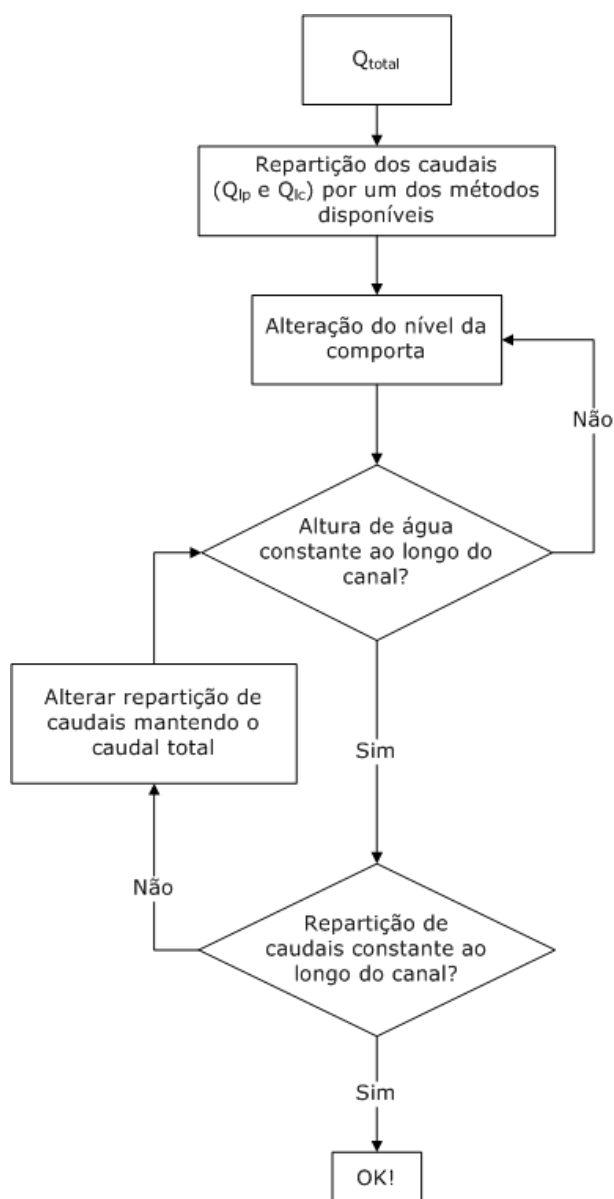 Qtotal
Repartição dos caudais
(Qlp e Qlc) por um dos métodos
disponíveis
Alteração do nível da
comporta
Não
Altura de água
constante ao longo do
canal?
Alterar repartição de
caudais mantendo o
caudal total
Sim
Não
Repartição de
caudais constante ao
longo do canal?
Sim
OK!